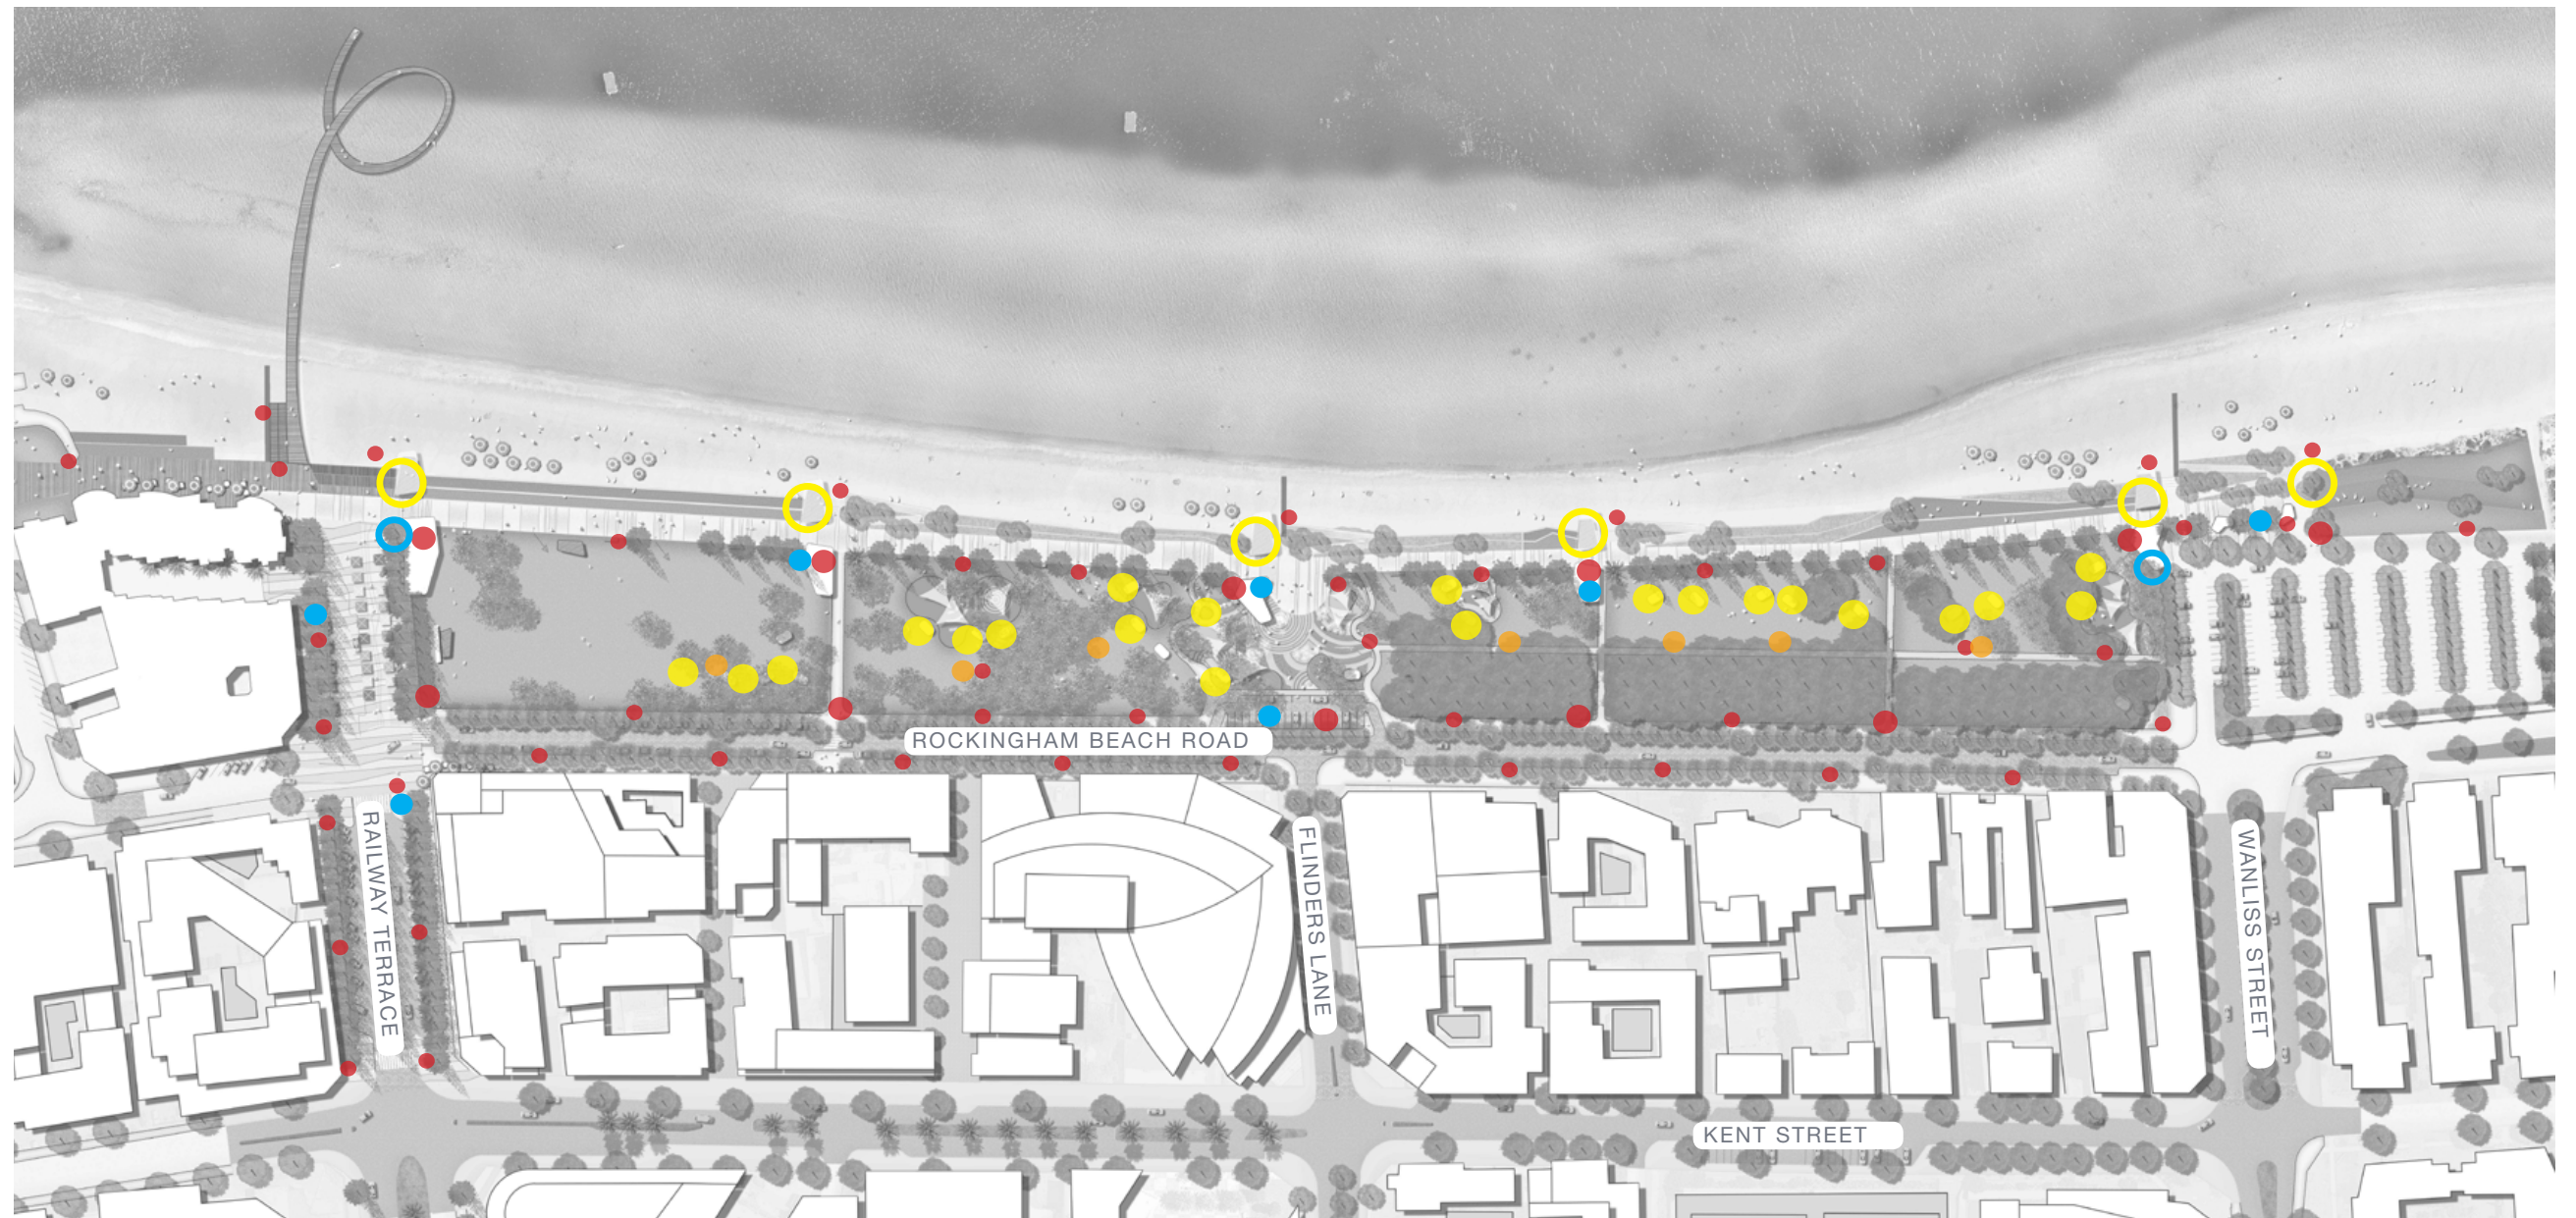 ROCKINGHAM BEACH ROAD
RAILWAY TERRACE
FLINDERS LANE
WANLISS STREET
KENT STREET